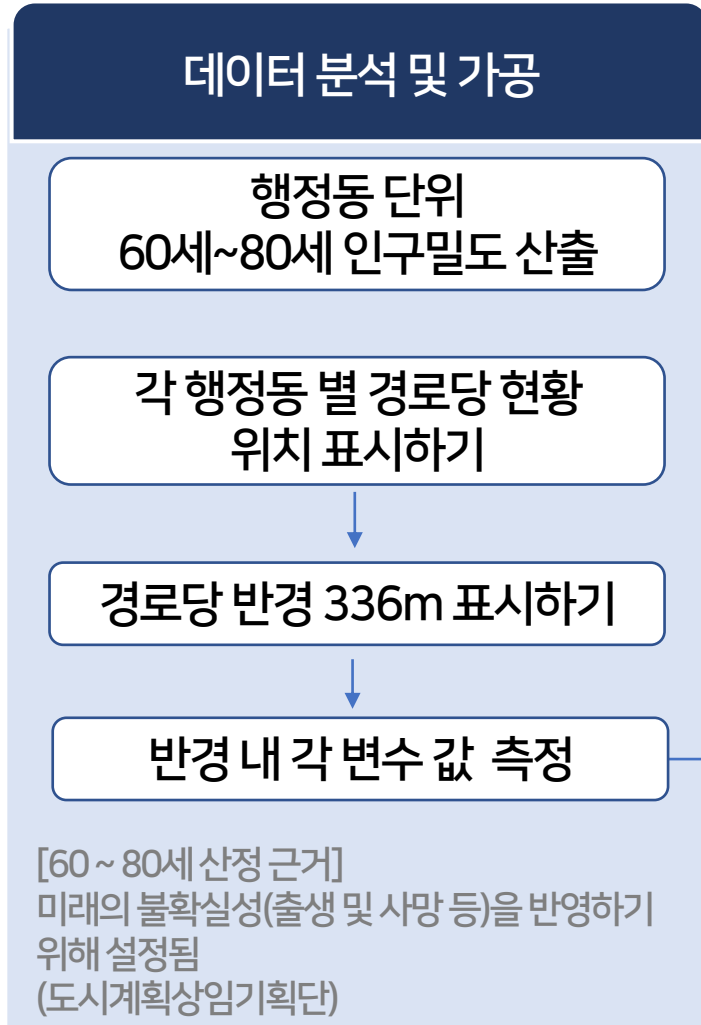 데이터 분석 및 가공
행정동 단위
60세~80세 인구밀도 산출
각 행정동 별 경로당 현황
위치 표시하기
경로당 반경 336m 표시하기
반경 내 각 변수 값 측정
[60 ~ 80세 산정 근거]
미래의 불확실성(출생 및 사망 등)을 반영하기
위해 설정됨
(도시계획상임기획단)